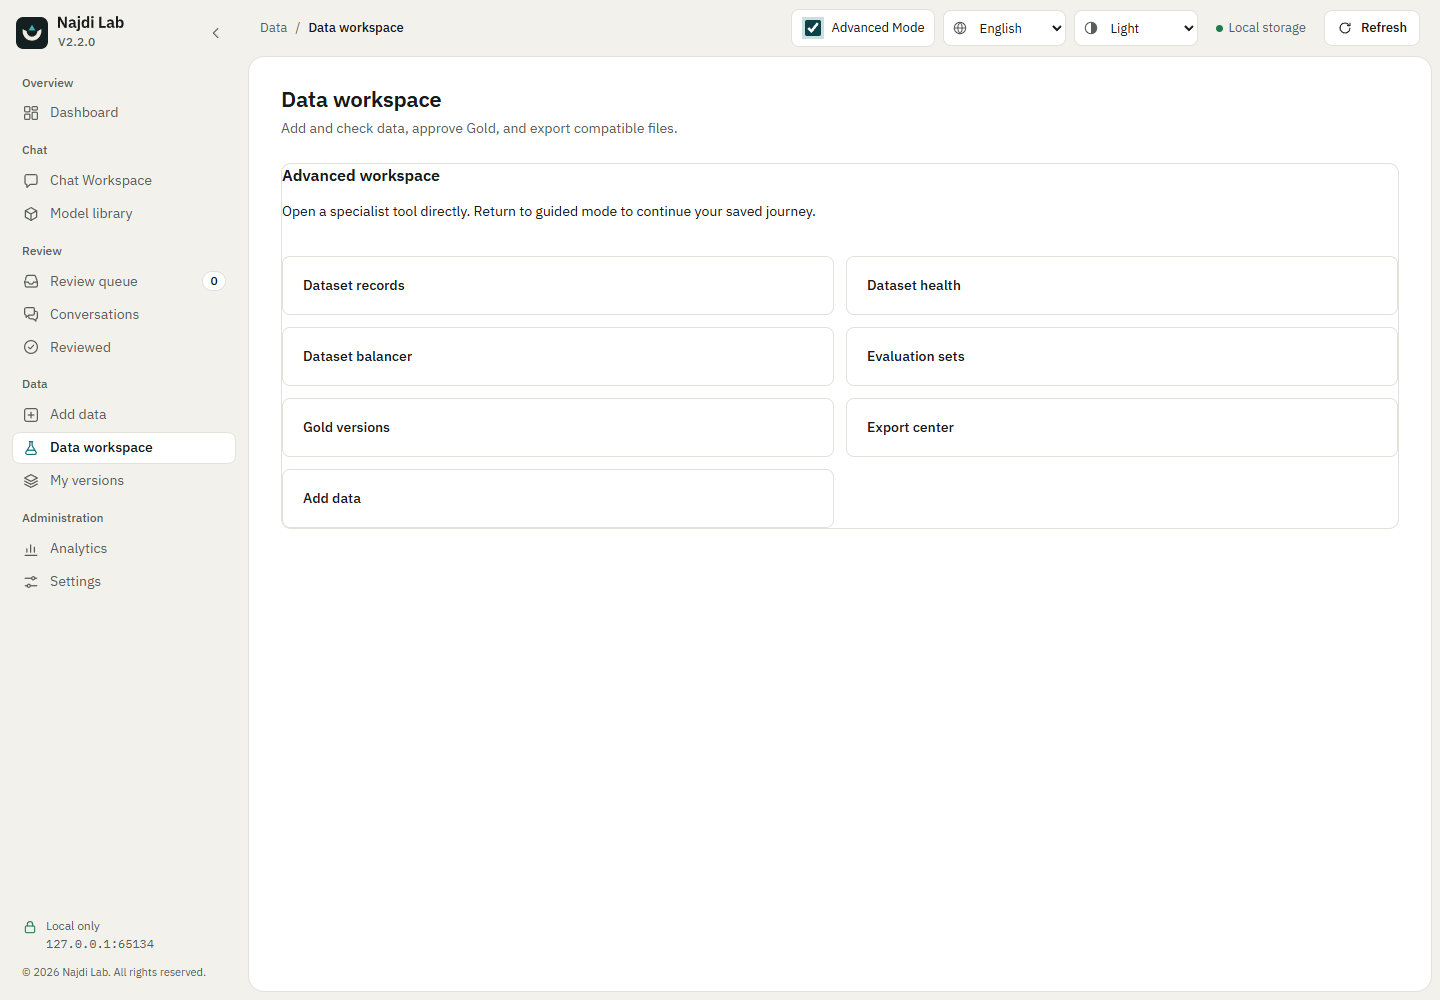 Najdi Lab
V2.2.0
Overview
Dashboard
Chat
Chat Workspace
Model library
Review
Review queue 0
Conversations
Reviewed
Data
Add data
Data workspace
My versions
Administration
Analytics
Settings
Local only
127.0.0.1:65134
© 2026 Najdi Lab. All rights reserved.
Data / Data workspace
Advanced Mode
English
Light
Local storage
Refresh
Data workspace
Add and check data, approve Gold, and export compatible files.
Advanced workspace
Open a specialist tool directly. Return to guided mode to continue your saved journey.
Dataset records
Dataset health
Dataset balancer
Evaluation sets
Gold versions
Export center
Add data